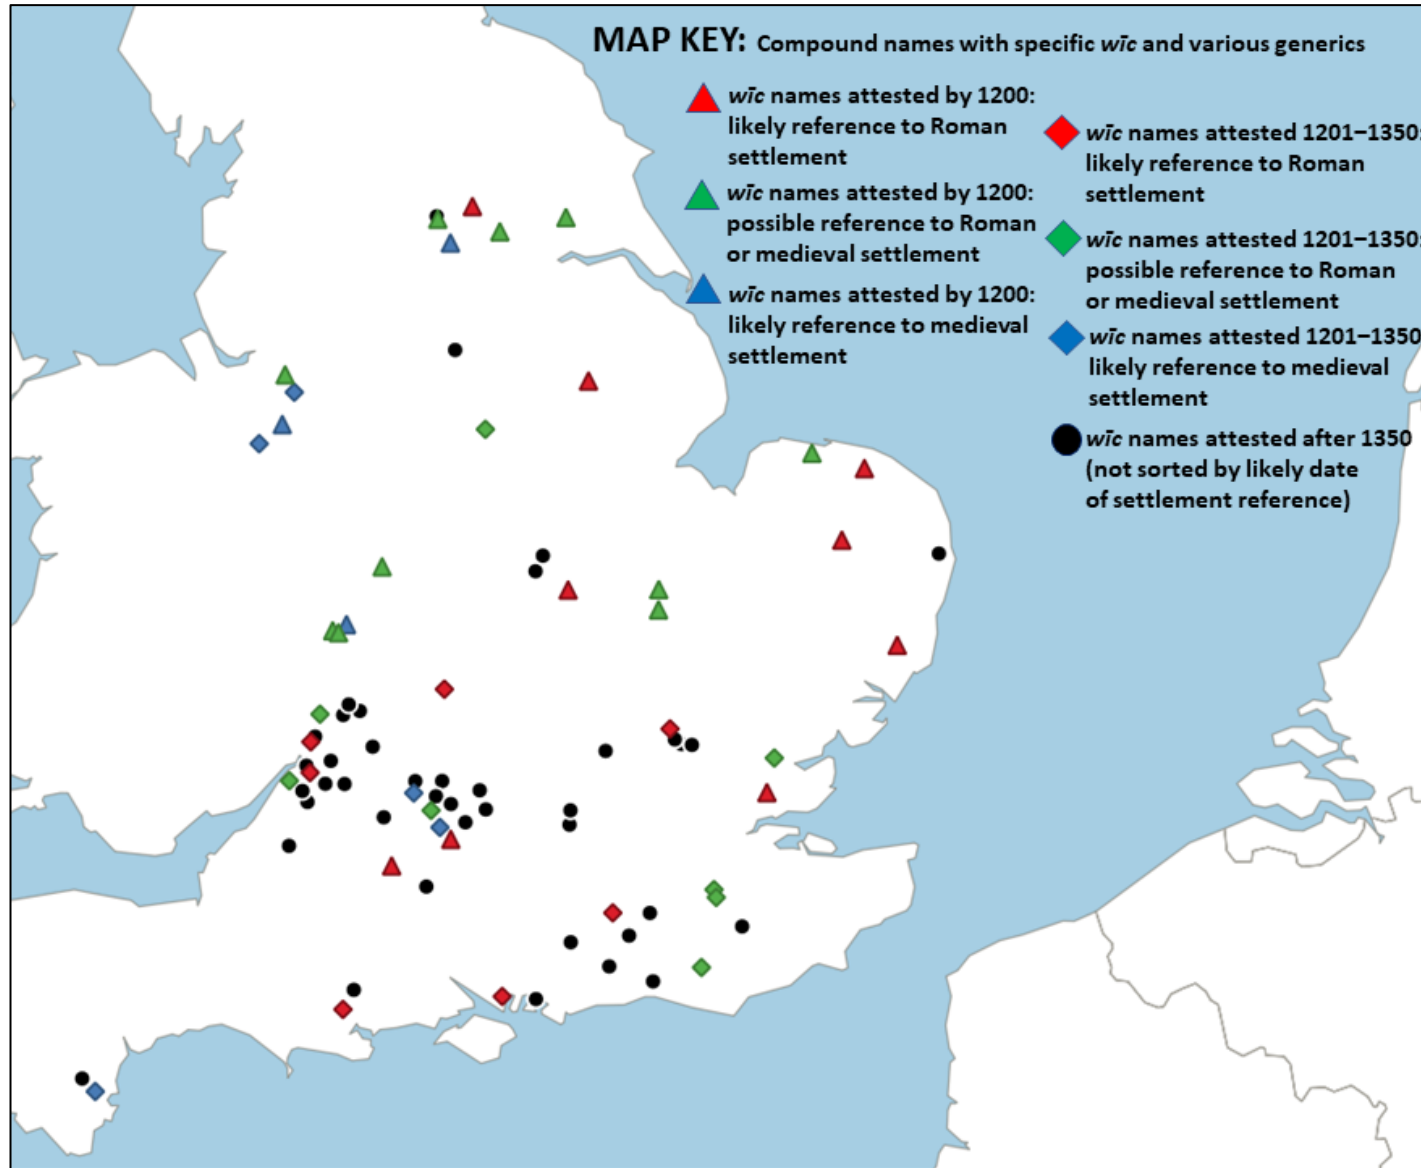 MAP KEY: Compound names with specific wīc and various generics
wīc names attested by 1200:
likely reference to Roman
settlement
wīc names attested by 1200:
possible reference to Roman
or medieval settlement
wīc names attested by 1200:
likely reference to medieval
settlement
wīc names attested 1201–1350:
likely reference to Roman
settlement
wīc names attested 1201–1350:
possible reference to Roman
or medieval settlement
wīc names attested 1201–1350
likely reference to medieval
settlement
wīc names attested after 1350
(not sorted by likely date
of settlement reference)